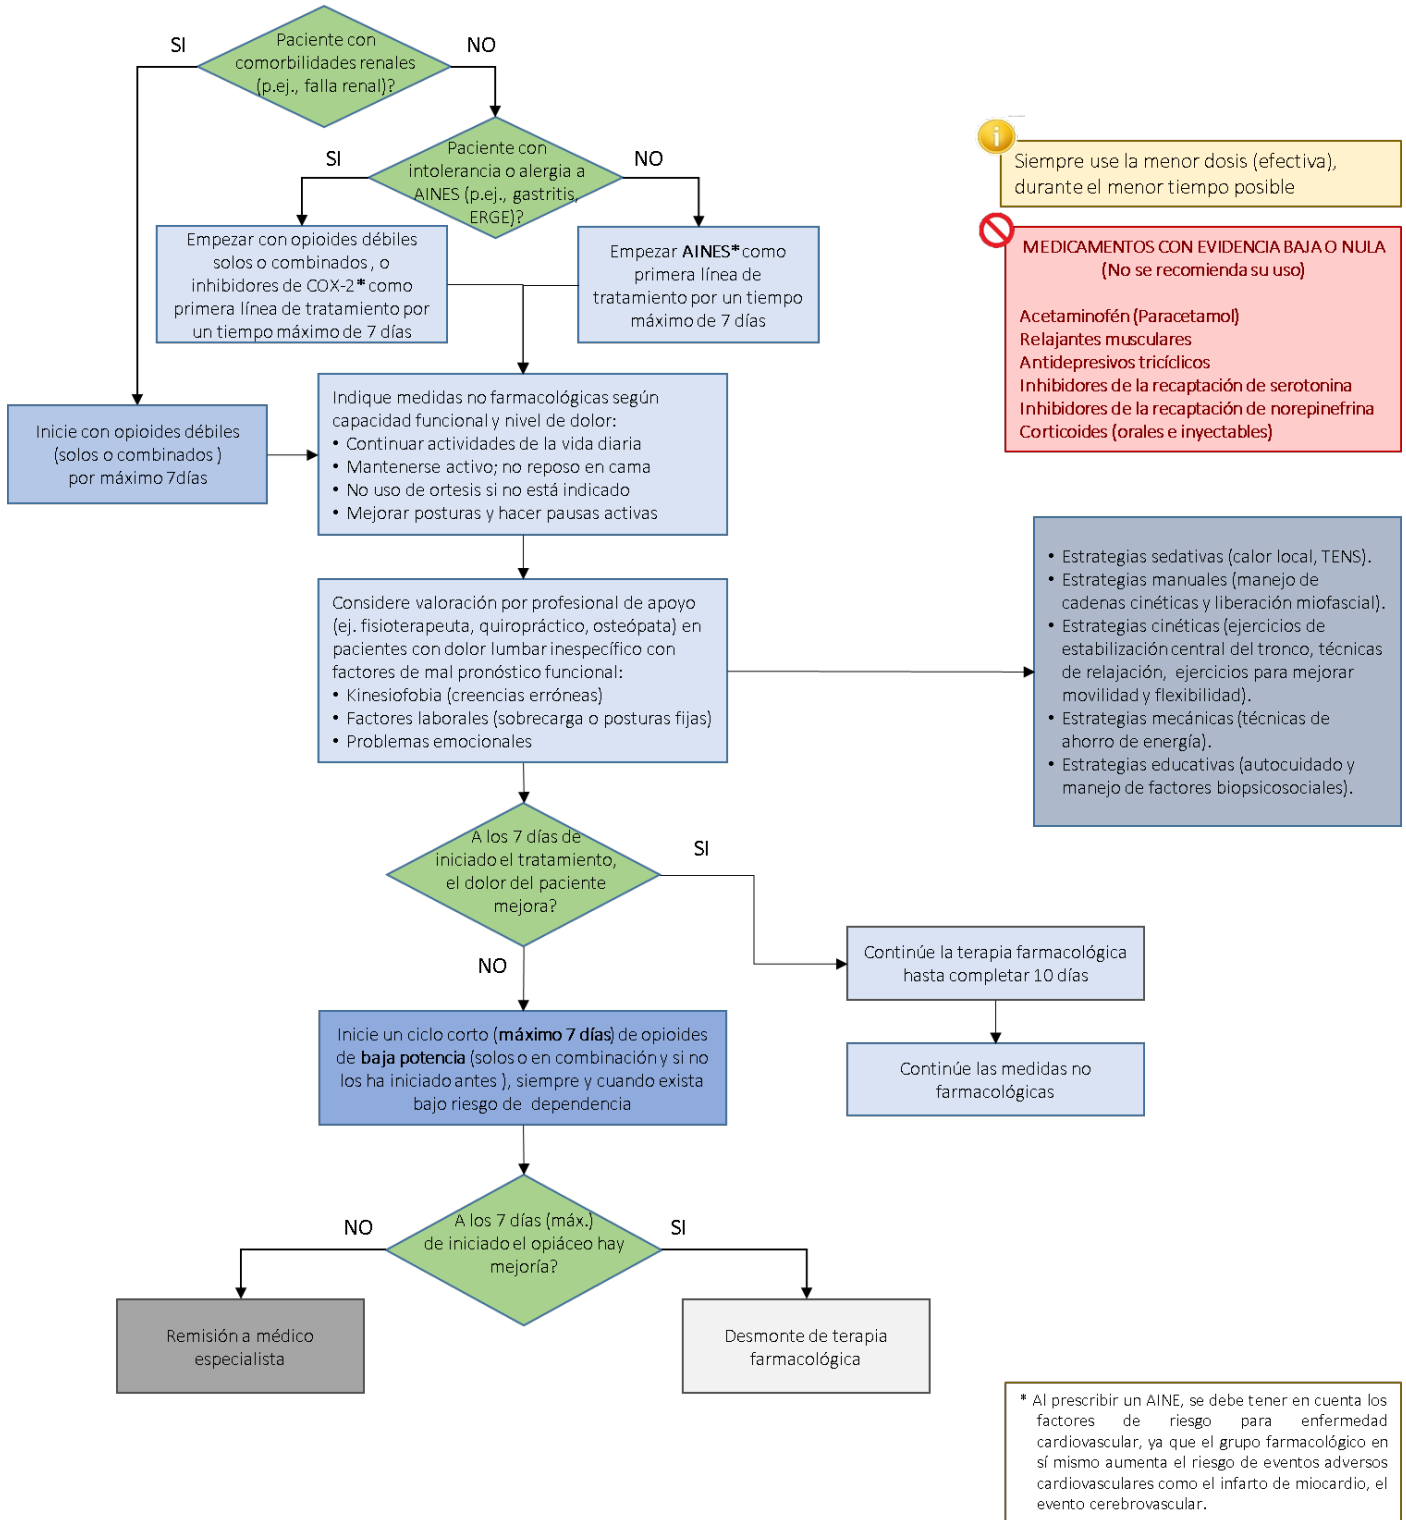 SI
Paciente con
comorbilidades renales
(p.ej., falla renal)?
NO
SI
Paciente con
intolerancia o alergia a
AINES (p.ej., gastritis,
ERGE)?
NO
Siempre use la menor dosis (efectiva),
durante el menor tiempo posible
Empezar con opioides débiles
solos o combinados , o
inhibidores de COX-2* como
primera línea de tratamiento por
un tiempo máximo de 7 días
Empezar AINES* como
primera línea de
tratamiento por un tiempo
máximo de 7 días
MEDICAMENTOS CON EVIDENCIA BAJA O NULA
(No se recomienda su uso)
Acetaminofén (Paracetamol)
Relajantes musculares
Antidepresivos tricíclicos
Inhibidores de la recaptación de serotonina
Inhibidores de la recaptación de norepinefrina
Corticoides (orales e inyectables)
Inicie con opioides débiles
(solos o combinados )
por máximo 7días
Indique medidas no farmacológicas según
capacidad funcional y nivel de dolor:
• Continuar actividades de la vida diaria
• Mantenerse activo; no reposo en cama
• No uso de ortesis si no está indicado
• Mejorar posturas y hacer pausas activas
Considere valoración por profesional de apoyo
(ej. fisioterapeuta, quiropráctico, osteópata) en
pacientes con dolor lumbar inespecífico con
factores de mal pronóstico funcional:
• Kinesiofobia (creencias erróneas)
• Factores laborales (sobrecarga o posturas fijas)
• Problemas emocionales
• Estrategias sedativas (calor local, TENS).
• Estrategias manuales (manejo de
cadenas cinéticas y liberación miofascial).
• Estrategias cinéticas (ejercicios de
estabilización central del tronco, técnicas
de relajación, ejercicios para mejorar
movilidad y flexibilidad).
• Estrategias mecánicas (técnicas de
ahorro de energía).
• Estrategias educativas (autocuidado y
manejo de factores biopsicosociales).
A los 7 días de
iniciado el tratamiento,
el dolor del paciente
mejora?
SI
NO
Continúe la terapia farmacológica
hasta completar 10 días
Continúe las medidas no
farmacológicas
Inicie un ciclo corto (máximo 7 días) de opioides
de baja potencia (solos o en combinación y si no
los ha iniciado antes ), siempre y cuando exista
bajo riesgo de dependencia
NO
A los 7 días (máx.)
de iniciado el opiáceo hay
mejoría?
SI
Remisión a médico
especialista
Desmonte de terapia
farmacológica
* Al prescribir un AINE, se debe tener en cuenta los
factores de riesgo para enfermedad
cardiovascular, ya que el grupo farmacológico en
sí mismo aumenta el riesgo de eventos adversos
cardiovasculares como el infarto de miocardio, el
evento cerebrovascular.